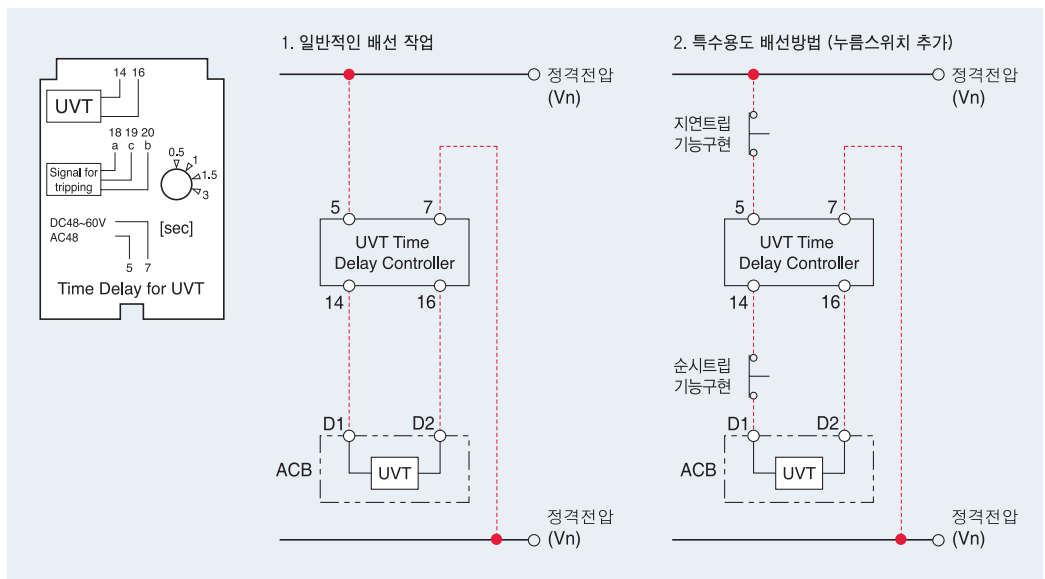 14 16
UVT
18 19 20
a c b
Signal for
tripping
0.5
1
1.5
3
DC48~60V
AC48
[sec]
5 7
Time Delay for UVT
1. 일반적인 배선 작업
정격전압
(Vn)
5 7
UVT Time
Delay Controller
14 16
D1 D2
ACB
UVT
정격전압
(Vn)
2. 특수용도 배선방법 (누름스위치 추가)
정격전압
(Vn)
지연트립
기능구현
5 7
UVT Time
Delay Controller
14 16
순시트립
기능구현
D1 D2
ACB
UVT
정격전압
(Vn)